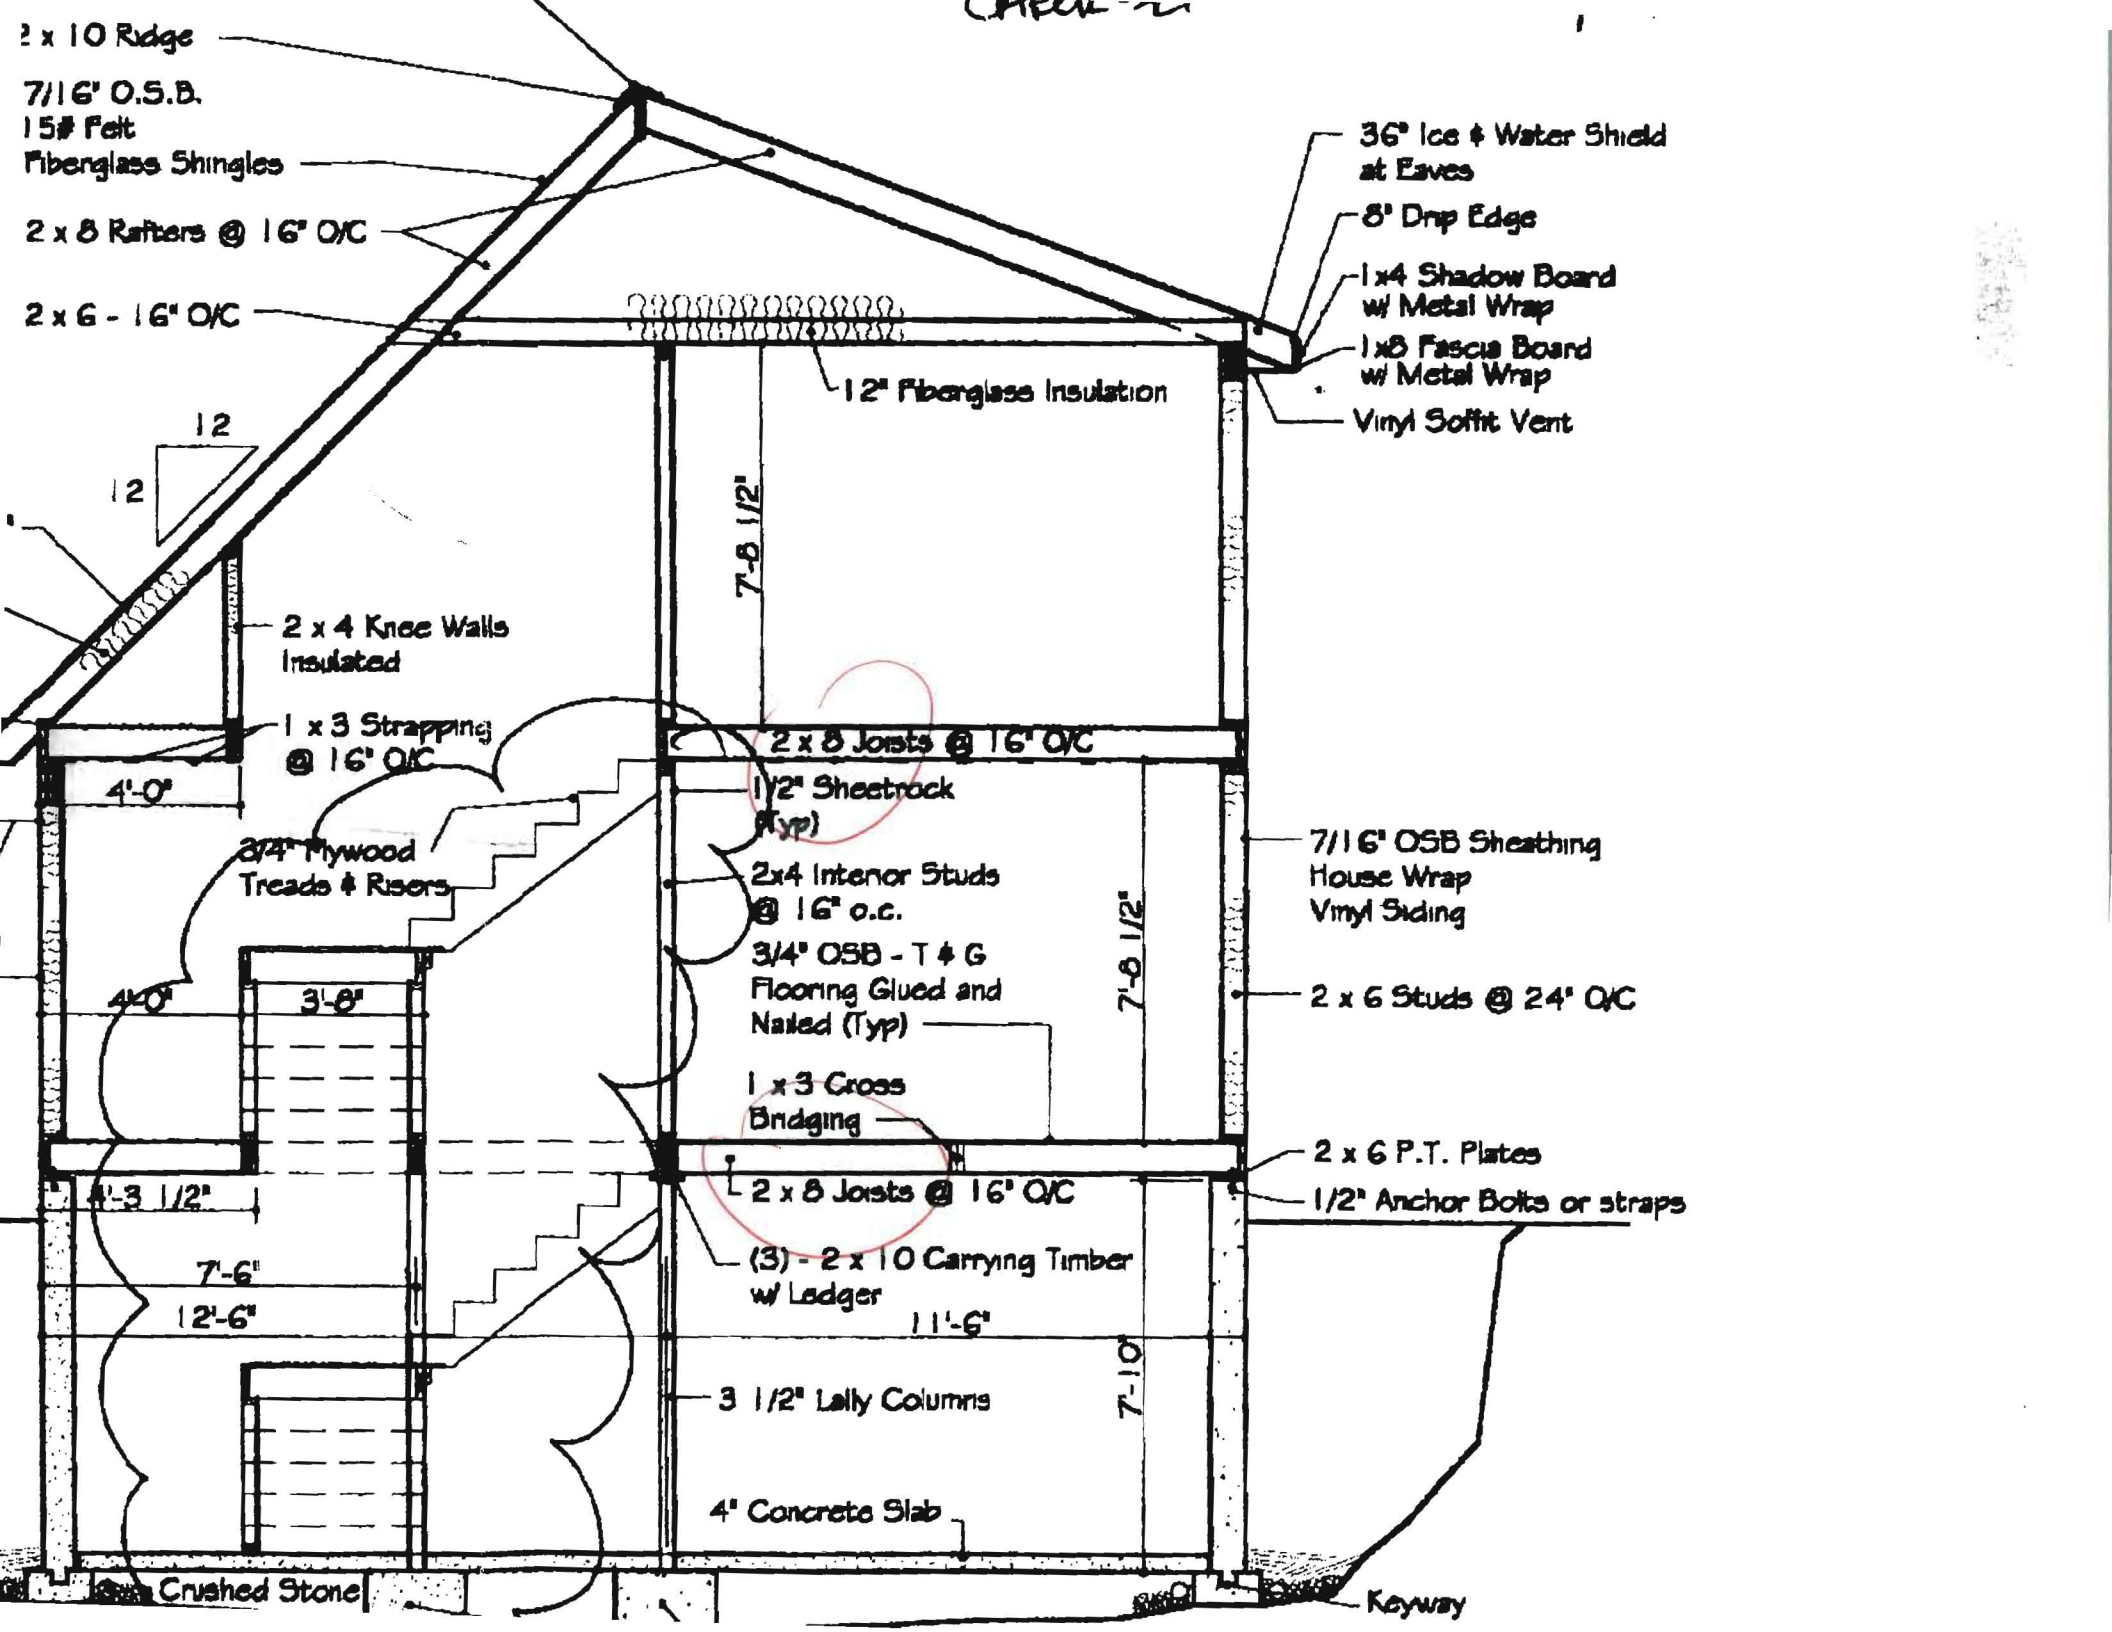 CHECK
2 x 10 Ridge
7/16" O.S.B.
15# Felt
Fiberglass Shingles
2 x 8 Rafters @ 16" O/C
2 x 6 - 16" O/C
36" Ice & Water Shield
at Eaves
8" Drip Edge
1x4 Shadow Board
w/ Metal Wrap
1x8 Fascia Board
w/ Metal Wrap
Vinyl Soffit Vent
12" Fiberglass Insulation
12
12
7'-8 1/2"
2 x 4 Knee Walls
Insulated
1 x 3 Strapping
@ 16" O/C
4'-0"
2 x 8 Joists @ 16" O/C
1/2" Sheetrock
(Typ)
3/4" Plywood
Treads & Risers
2x4 Interior Studs
@ 16" o.c.
7/16" OSB Sheathing
House Wrap
Vinyl Siding
3/4" OSB - T & G
Flooring Glued and
Nailed (Typ)
7'-8 1/2"
2 x 6 Studs @ 24" O/C
4'-0"
3'-8"
1 x 3 Cross
Bridging
2 x 6 P.T. Plates
1/2" Anchor Bolts or straps
2 x 8 Joists @ 16" O/C
4'-3 1/2"
(3) - 2 x 10 Carrying Timber
w/ Ledger
7'-6"
12'-6"
11'-6"
7'-10"
3 1/2" Lally Columns
4" Concrete Slab
Crushed Stone
Keyway